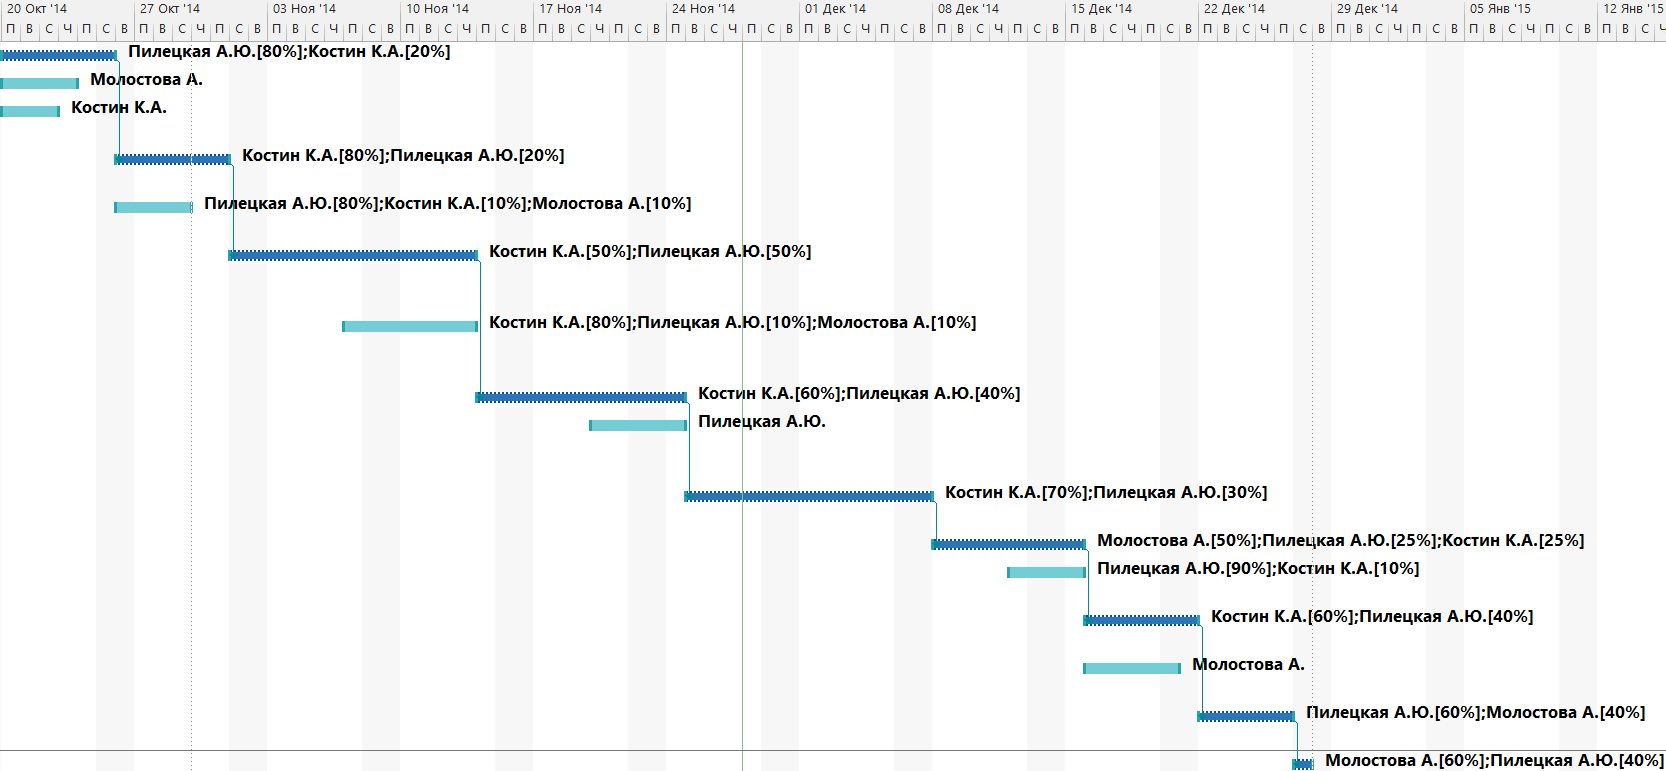 20 Окт '14 27 Окт '14 03 Ноя '14 10 Ноя '14 17 Ноя '14 24 Ноя '14 01 Дек '14 08 Дек '14 15 Дек '14 22 Дек '14 29 Дек '14 05 Янв '15 12 Янв '15
П В С Ч П С В П В С Ч П С В П В С Ч П С В П В С Ч П С В П В С Ч П С В П В С Ч П С В П В С Ч П С В П В С Ч П С В П В С Ч П С В П В С Ч П С В П В С Ч П С В П В С Ч П С В П В С Ч
Пилецкая А.Ю.[80%];Костин К.А.[20%]
Молостова А.
Костин К.А.
Костин К.А.[80%];Пилецкая А.Ю.[20%]
Пилецкая А.Ю.[80%];Костин К.А.[10%];Молостова А.[10%]
Костин К.А.[50%];Пилецкая А.Ю.[50%]
Костин К.А.[80%];Пилецкая А.Ю.[10%];Молостова А.[10%]
Костин К.А.[60%];Пилецкая А.Ю.[40%]
Пилецкая А.Ю.
Костин К.А.[70%];Пилецкая А.Ю.[30%]
Молостова А.[50%];Пилецкая А.Ю.[25%];Костин К.А.[25%]
Пилецкая А.Ю.[90%];Костин К.А.[10%]
Костин К.А.[60%];Пилецкая А.Ю.[40%]
Молостова А.
Пилецкая А.Ю.[60%];Молостова А.[40%]
Молостова А.[60%];Пилецкая А.Ю.[40%]